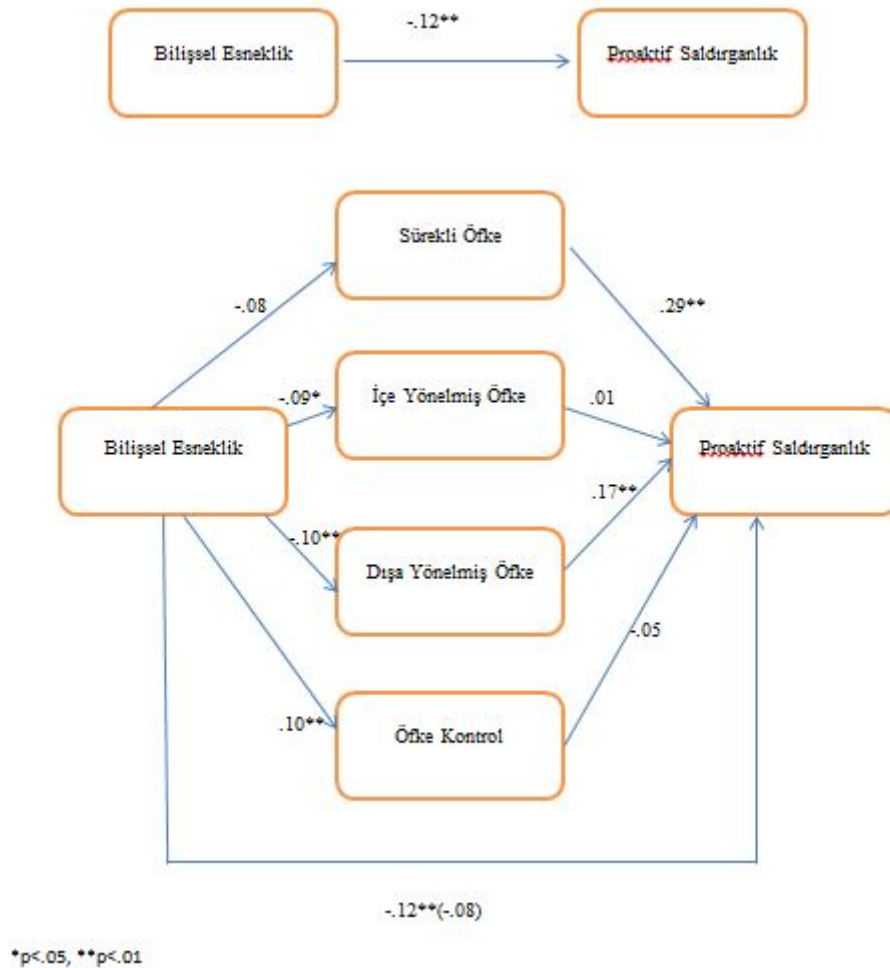 -.12**
Bilişsel Esneklik
Proaktif Saldırganlık
Sürekli Öfke
-.08
.29**
-.09*
İçe Yönelmiş Öfke
.01
Bilişsel Esneklik
Proaktif Saldırganlık
.17**
-.10**
Dışa Yönelmiş Öfke
-.05
.10**
Öfke Kontrol
-.12**(-.08)
*p<.05, **p<.01